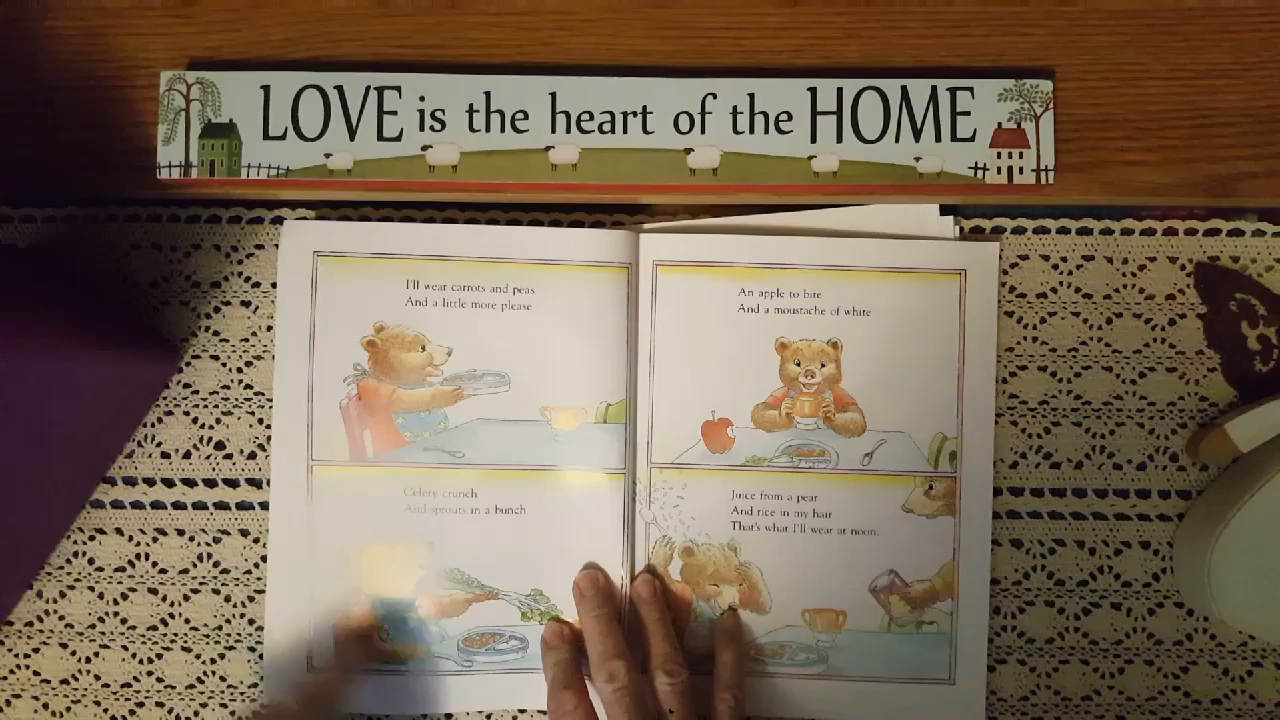 LOVE is the heart of the HOME
I'll wear carrots and peas
And a little more please
Celery crunch
And sprouts in a bunch
An apple to bite
And a moustache of white
Juice from a pear
And rice in my hair
That's what I'll wear at noon.